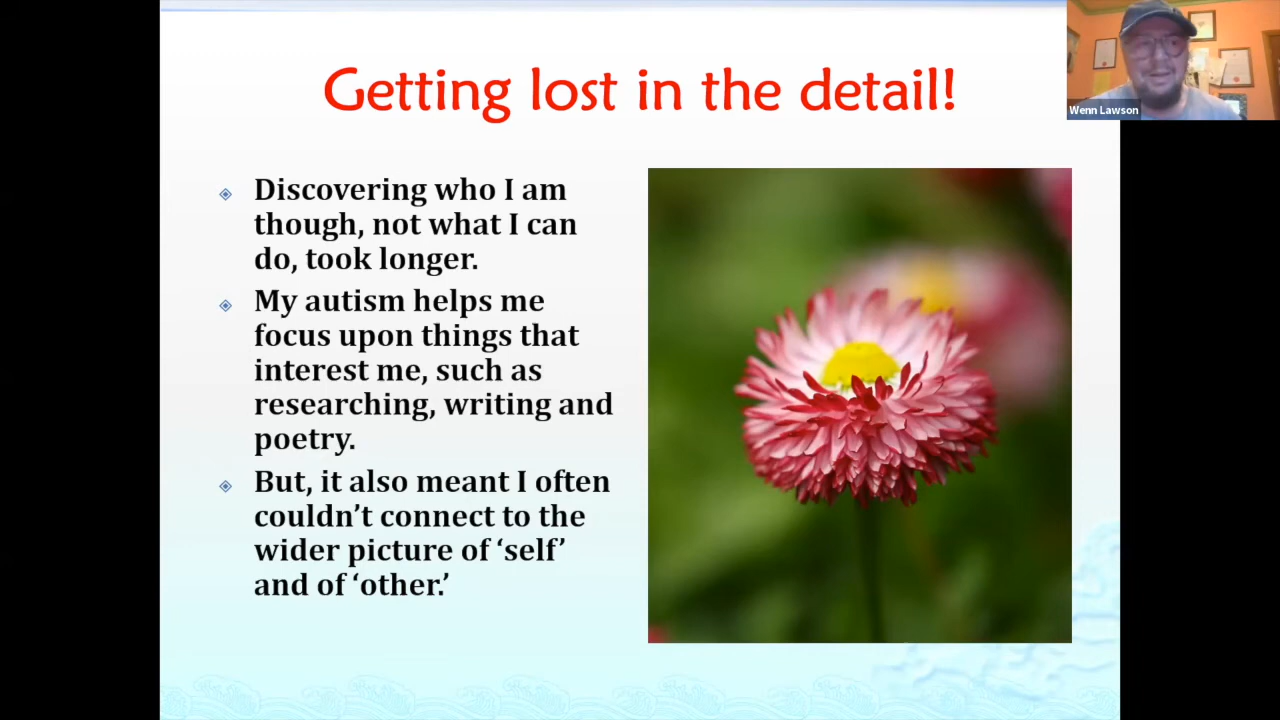 Getting lost in the detail!
Wenn Lawson
Discovering who I am
though, not what I can
do, took longer.
My autism helps me
focus upon things that
interest me, such as
researching, writing and
poetry.
But, it also meant I often
couldn’t connect to the
wider picture of ‘self’
and of ‘other.’